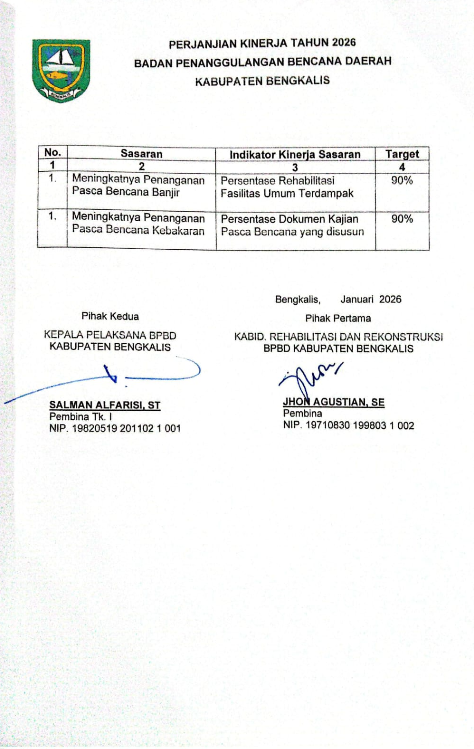 PERJANJIAN KINERJA TAHUN 2026
BADAN PENANGGULANGAN BENCANA DAERAH
KABUPATEN BENGKALIS
No. Sasaran Indikator Kinerja Sasaran Target
1 2 3 4
1. Meningkatnya Penanganan Persentase Rehabilitasi 90%
Pasca Bencana Banjir Fasilitas Umum Terdampak
1. Meningkatnya Penanganan Persentase Dokumen Kajian 90%
Pasca Bencana Kebakaran Pasca Bencana yang disusun
Bengkalis, Januari 2026
Pihak Kedua Pihak Pertama
KEPALA PELAKSANA BPBD KABID. REHABILITASI DAN REKONSTRUKSI
KABUPATEN BENGKALIS BPBD KABUPATEN BENGKALIS
SALMAN ALFARISI, ST JHON AGUSTIAN, SE
Pembina Tk. I Pembina
NIP. 19820519 201102 1 001 NIP. 19710830 199803 1 002